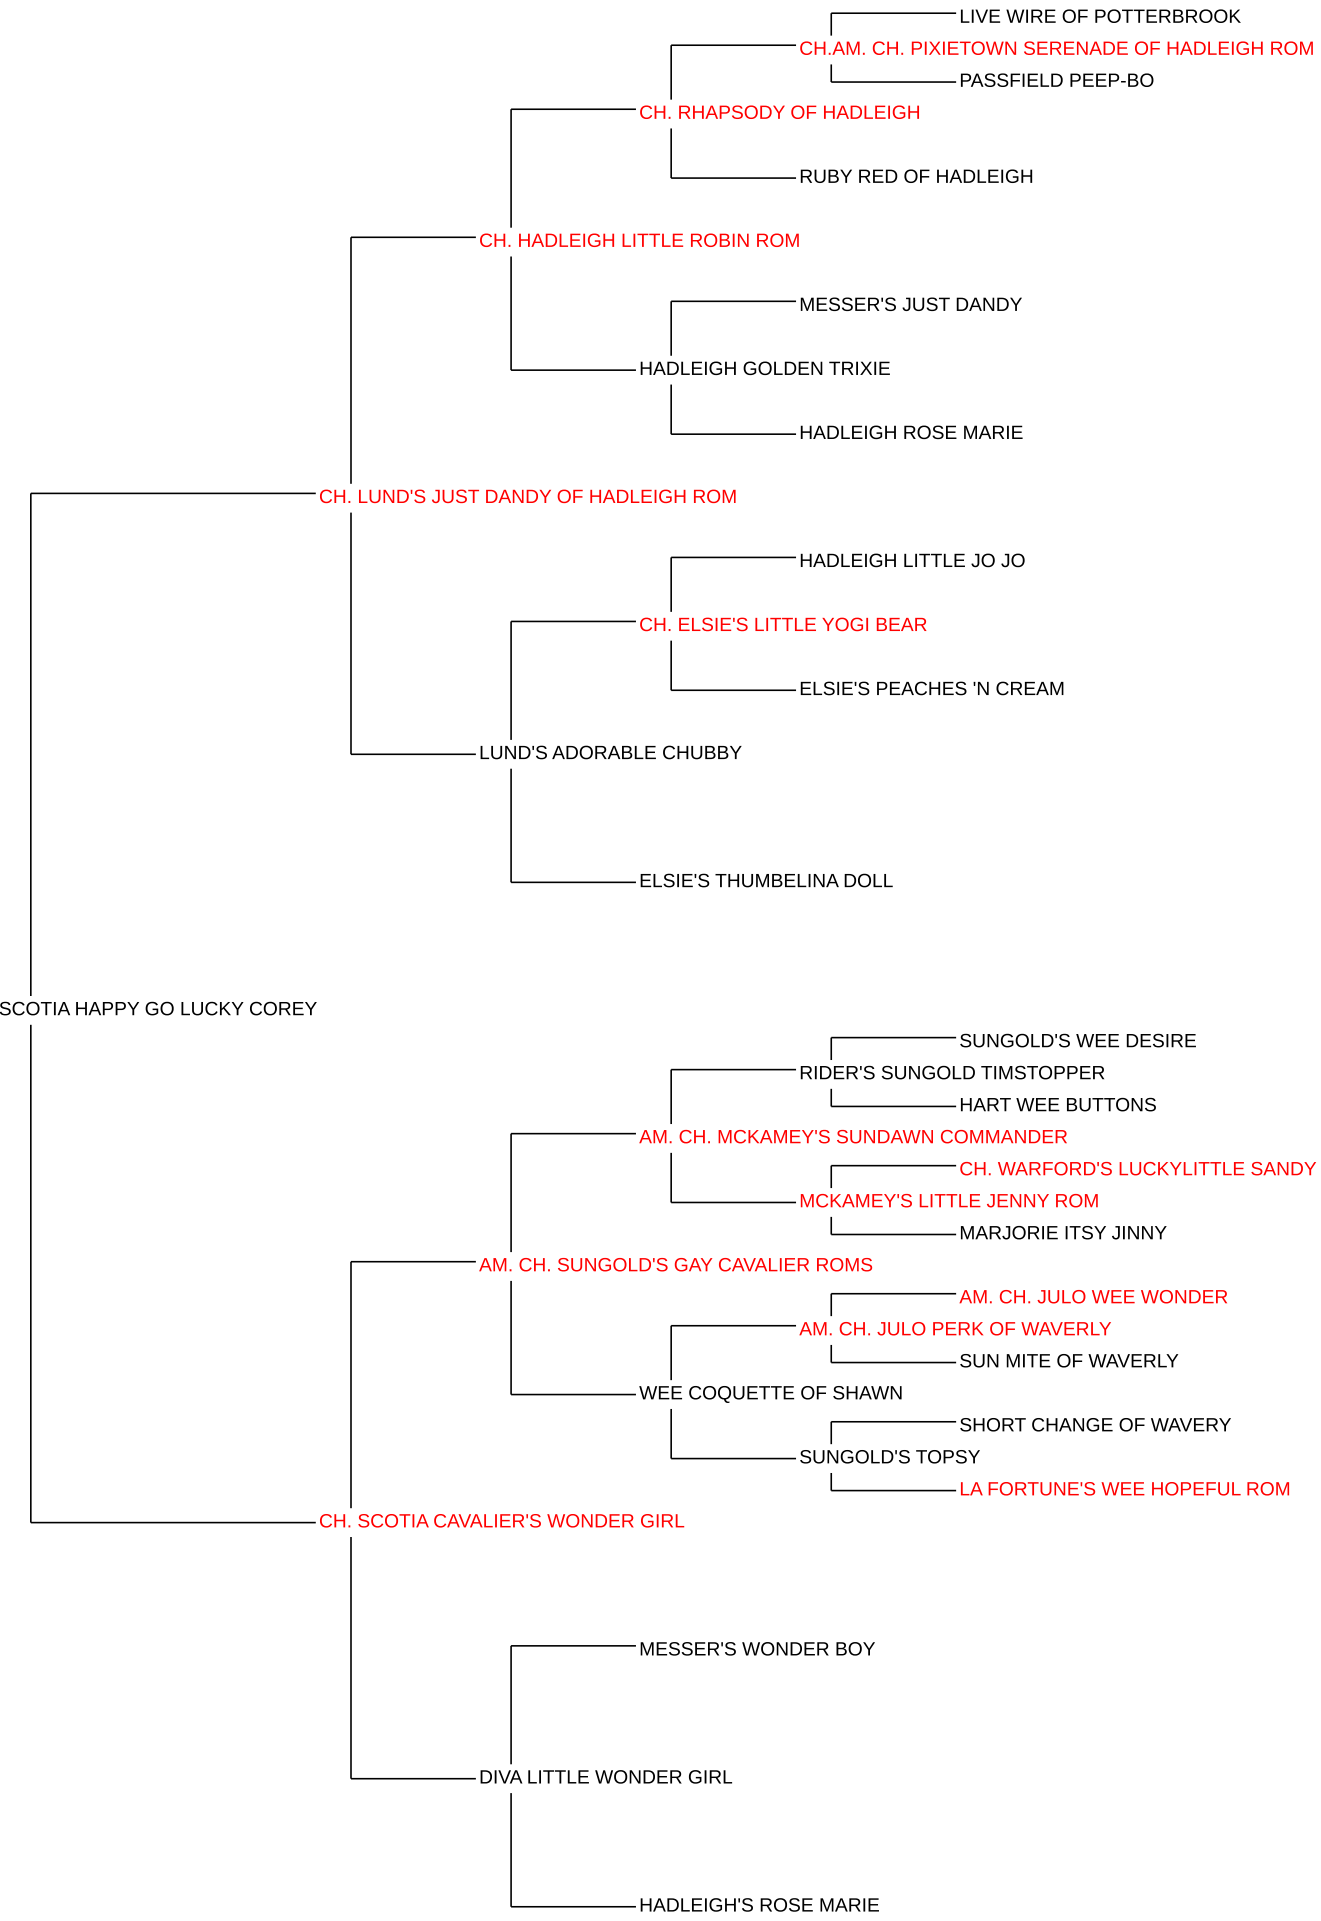 LIVE WIRE OF POTTERBROOK
CH.AM. CH. PIXIETOWN SERENADE OF HADLEIGH ROM
PASSFIELD PEEP-BO
CH. RHAPSODY OF HADLEIGH
RUBY RED OF HADLEIGH
CH. HADLEIGH LITTLE ROBIN ROM
MESSER'S JUST DANDY
HADLEIGH GOLDEN TRIXIE
HADLEIGH ROSE MARIE
CH. LUND'S JUST DANDY OF HADLEIGH ROM
HADLEIGH LITTLE JO JO
CH. ELSIE'S LITTLE YOGI BEAR
ELSIE'S PEACHES 'N CREAM
LUND'S ADORABLE CHUBBY
ELSIE'S THUMBELINA DOLL
SCOTIA HAPPY GO LUCKY COREY
SUNGOLD'S WEE DESIRE
RIDER'S SUNGOLD TIMSTOPPER
HART WEE BUTTONS
AM. CH. MCKAMEY'S SUNDAWN COMMANDER
CH. WARFORD'S LUCKYLITTLE SANDY
MCKAMEY'S LITTLE JENNY ROM
MARJORIE ITSY JINNY
AM. CH. SUNGOLD'S GAY CAVALIER ROMS
AM. CH. JULO WEE WONDER
AM. CH. JULO PERK OF WAVERLY
SUN MITE OF WAVERLY
WEE COQUETTE OF SHAWN
SHORT CHANGE OF WAVERY
SUNGOLD'S TOPSY
LA FORTUNE'S WEE HOPEFUL ROM
CH. SCOTIA CAVALIER'S WONDER GIRL
MESSER'S WONDER BOY
DIVA LITTLE WONDER GIRL
HADLEIGH'S ROSE MARIE